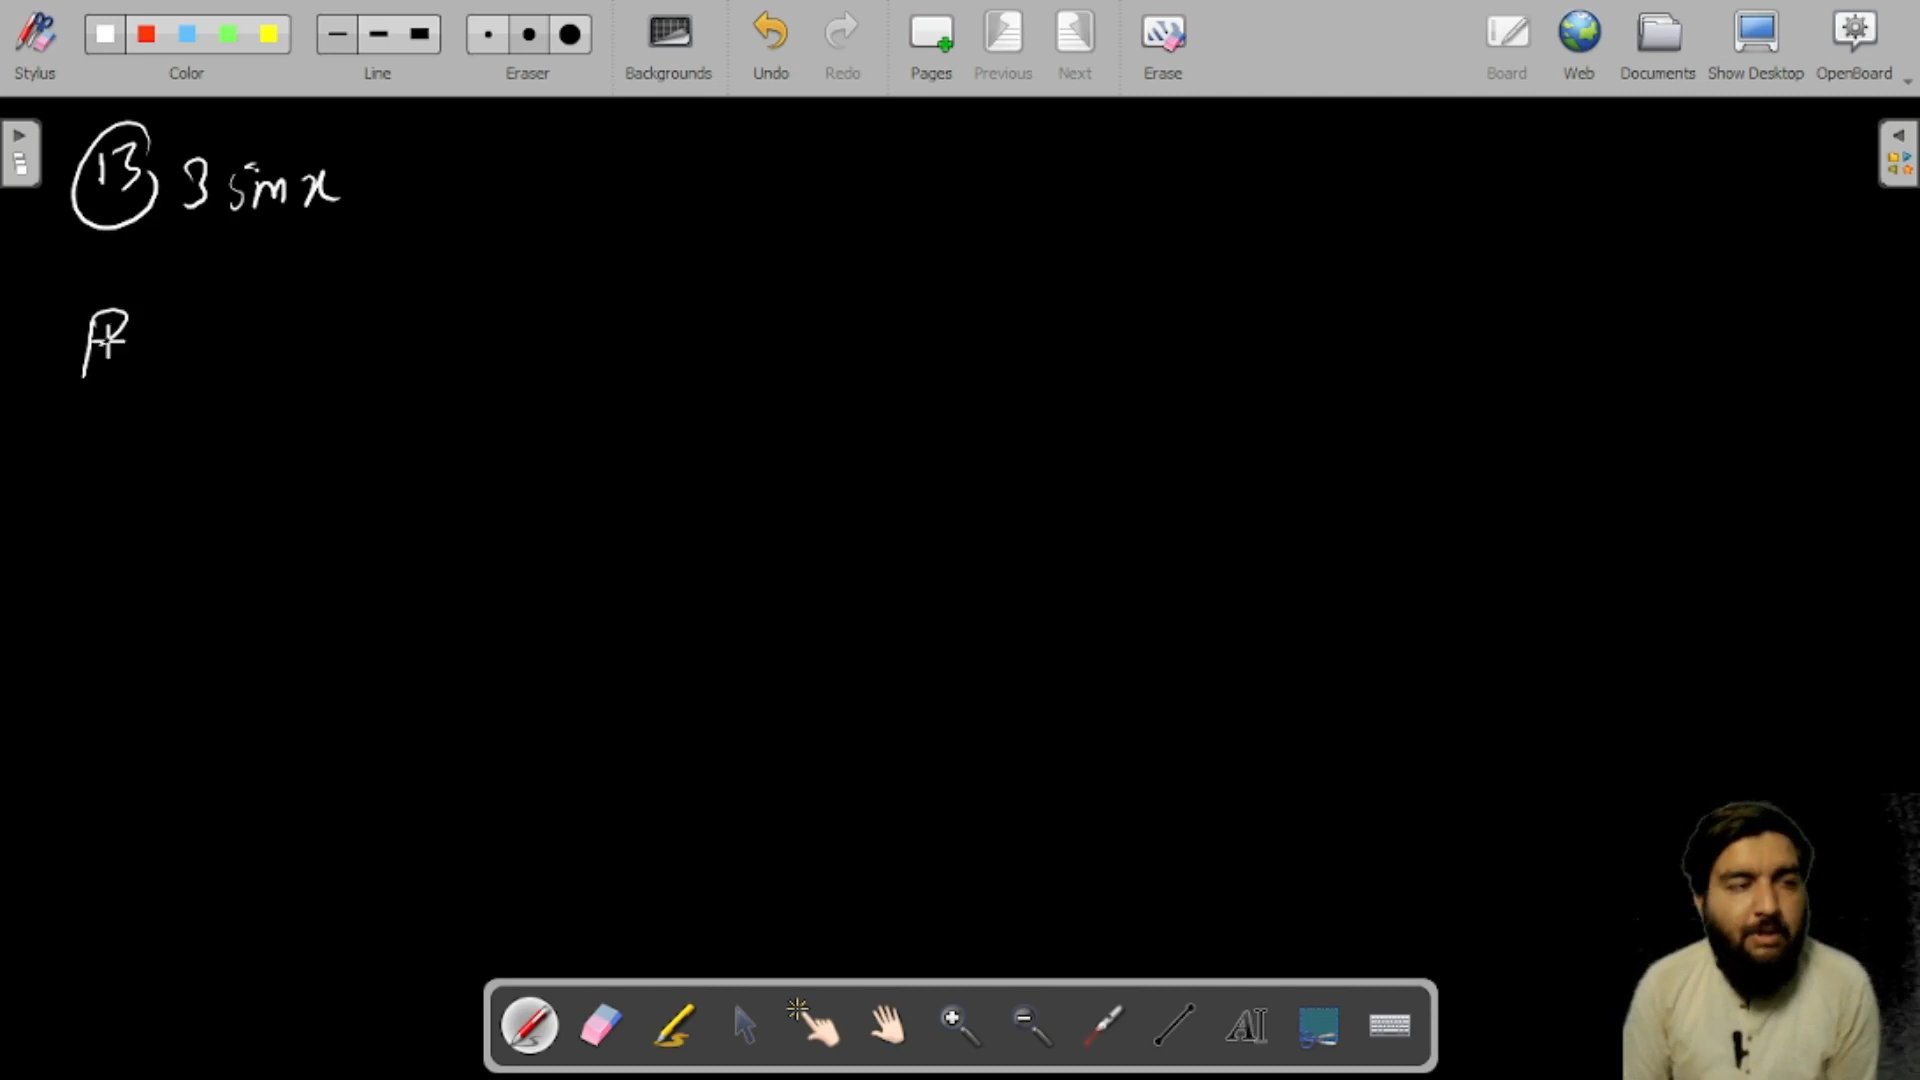 Stylus Color Line Eraser Backgrounds Undo Redo Pages Previous Next Erase Board Web Documents Show Desktop OpenBoard
13 3 sin x
AI